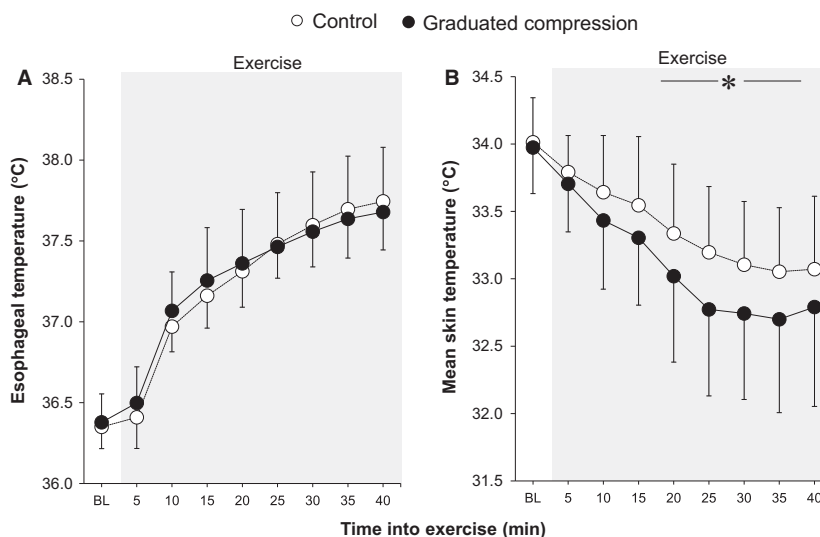 Control Graduated compression
A Exercise
38.5
38.0
37.5
37.0
36.5
36.0
Esophageal temperature (°C)
BL 5 10 15 20 25 30 35 40
B Exercise
*
34.5
34.0
33.5
33.0
32.5
32.0
31.5
Mean skin temperature (°C)
BL 5 10 15 20 25 30 35 40
Time into exercise (min)